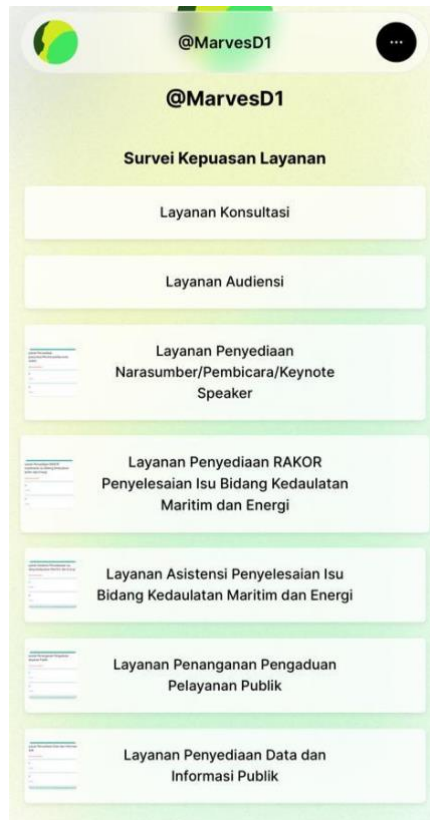 @MarvesD1
@MarvesD1
Survei Kepuasan Layanan
Layanan Konsultasi
Layanan Audiensi
Layanan Penyediaan
Narasumber/Pembicara/Keynote
Speaker
Layanan Penyediaan RAKOR
Penyelesaian Isu Bidang Kedaulatan
Maritim dan Energi
Layanan Asistensi Penyelesaian Isu
Bidang Kedaulatan Maritim dan Energi
Layanan Penanganan Pengaduan
Pelayanan Publik
Layanan Penyediaan Data dan
Informasi Publik